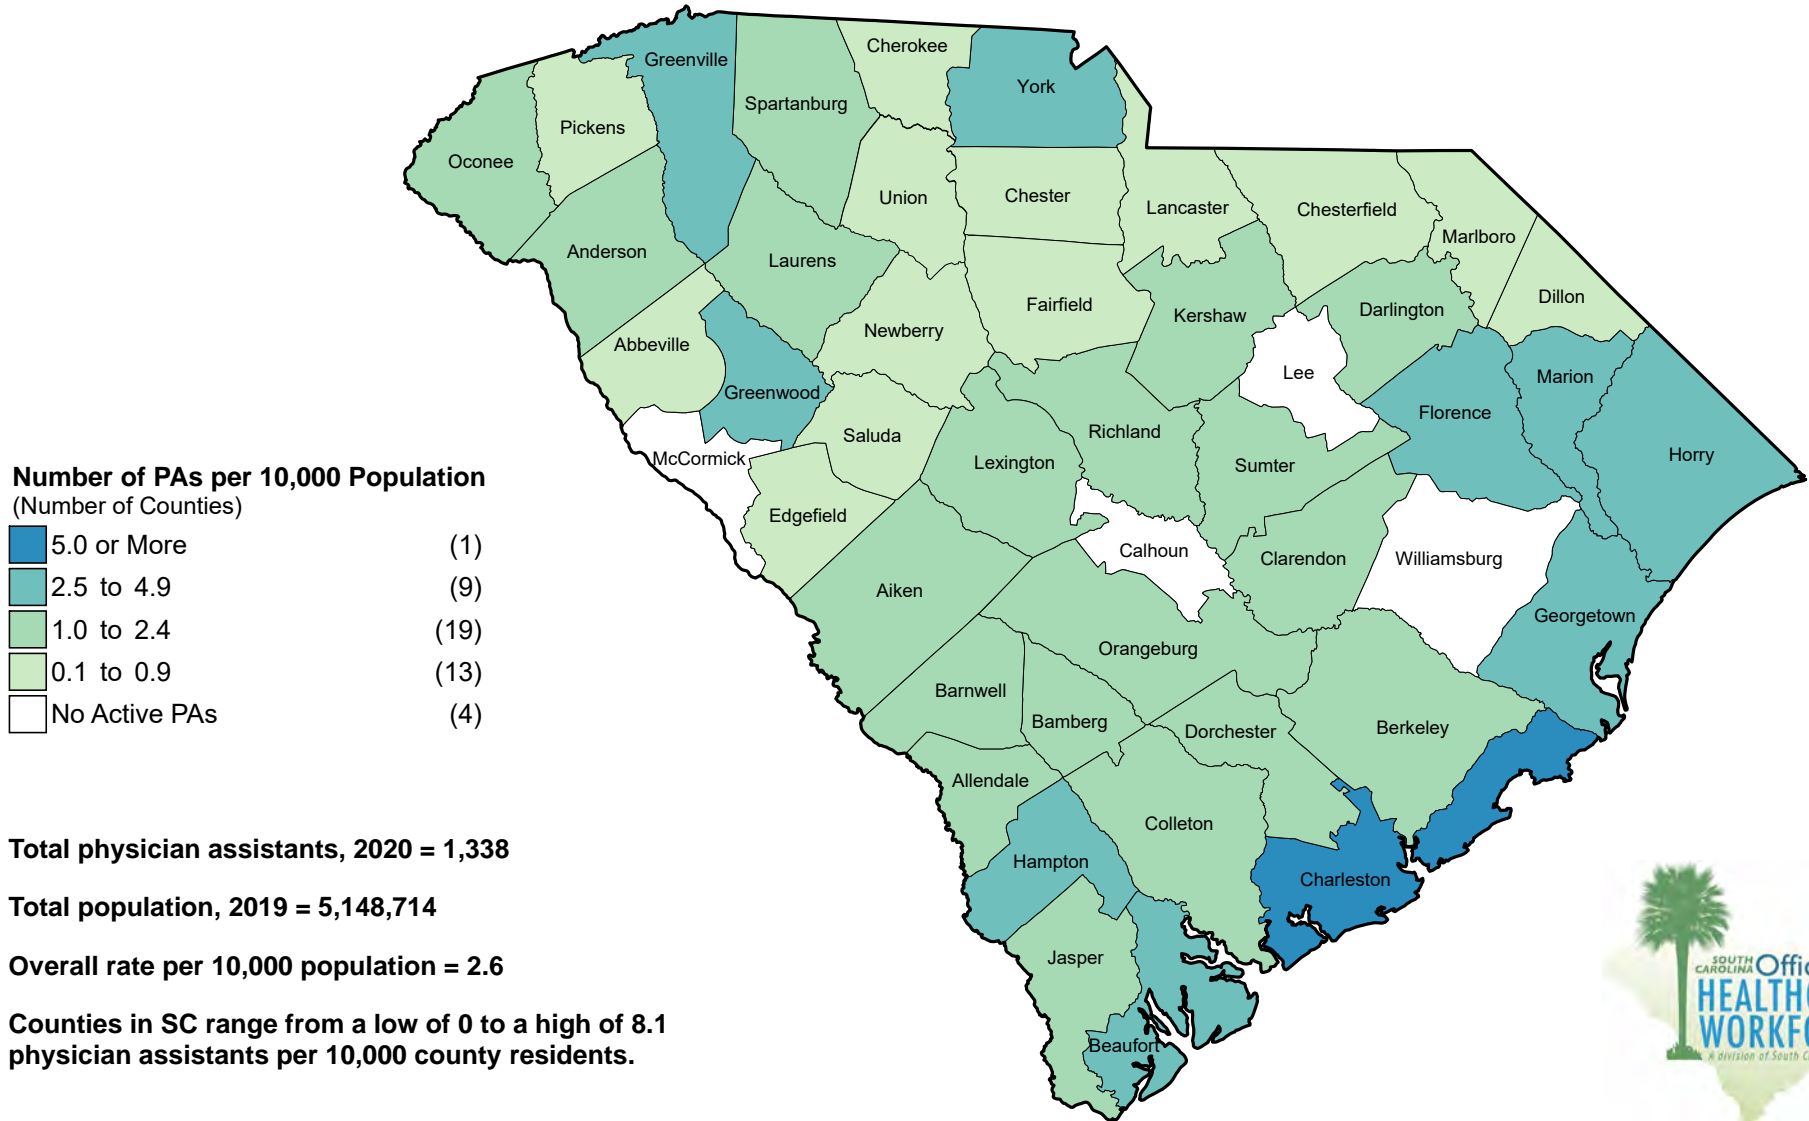 Cherokee
Greenville
York
Spartanburg
Pickens
Oconee
Union
Chester
Lancaster
Chesterfield
Marlboro
Anderson
Laurens
Dillon
Fairfield
Kershaw
Darlington
Newberry
Abbeville
Lee
Marion
Greenwood
Florence
Saluda
Richland
Horry
McCormick
Lexington
Sumter
Edgefield
Calhoun
Clarendon
Williamsburg
Aiken
Georgetown
Orangeburg
Barnwell
Bamberg
Dorchester
Berkeley
Allendale
Colleton
Hampton
Charleston
Jasper
Beaufort
Number of PAs per 10,000 Population
(Number of Counties)
5.0 or More (1)
2.5 to 4.9 (9)
1.0 to 2.4 (19)
0.1 to 0.9 (13)
No Active PAs (4)
Total physician assistants, 2020 = 1,338
Total population, 2019 = 5,148,714
Overall rate per 10,000 population = 2.6
Counties in SC range from a low of 0 to a high of 8.1
physician assistants per 10,000 county residents.
SOUTH
CAROLINA
A division of South